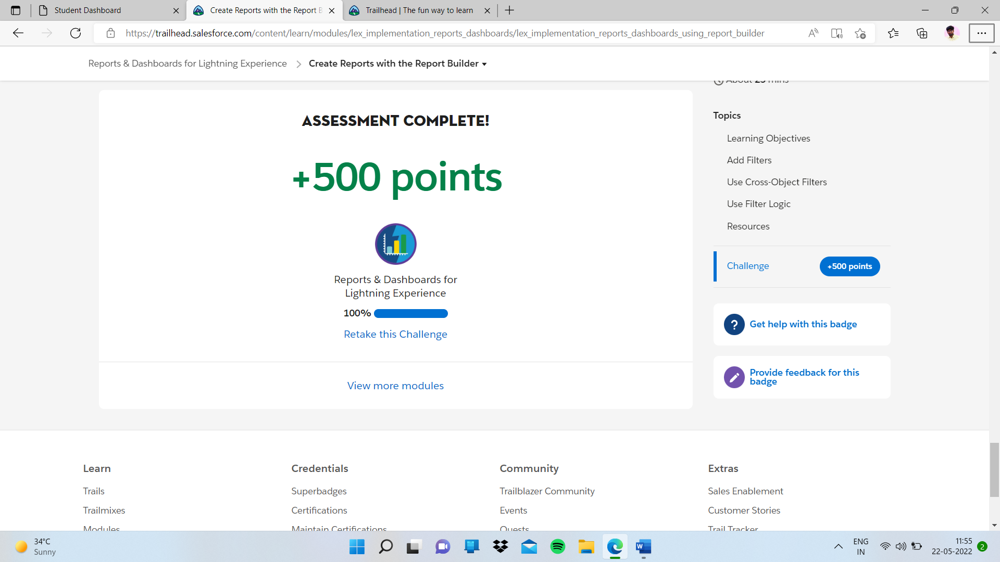 Student Dashboard
Create Reports with the Report B
Trailhead | The fun way to learn
https://trailhead.salesforce.com/content/learn/modules/lex_implementation_reports_dashboards/lex_implementation_reports_dashboards_using_report_builder
Reports & Dashboards for Lightning Experience
Create Reports with the Report Builder
About 25 mins
ASSESSMENT COMPLETE!
+500 points
Reports & Dashboards for
Lightning Experience
100%
Retake this Challenge
View more modules
Topics
Learning Objectives
Add Filters
Use Cross-Object Filters
Use Filter Logic
Resources
Challenge
+500 points
? Get help with this badge
Provide feedback for this
badge
Learn
Trails
Trailmixes
Modules
Credentials
Superbadges
Certifications
Maintain Certifications
Community
Trailblazer Community
Events
Quests
Extras
Sales Enablement
Customer Stories
Trail Tracker
34°C
Sunny
W
ENG
IN
11:55
22-05-2022
2